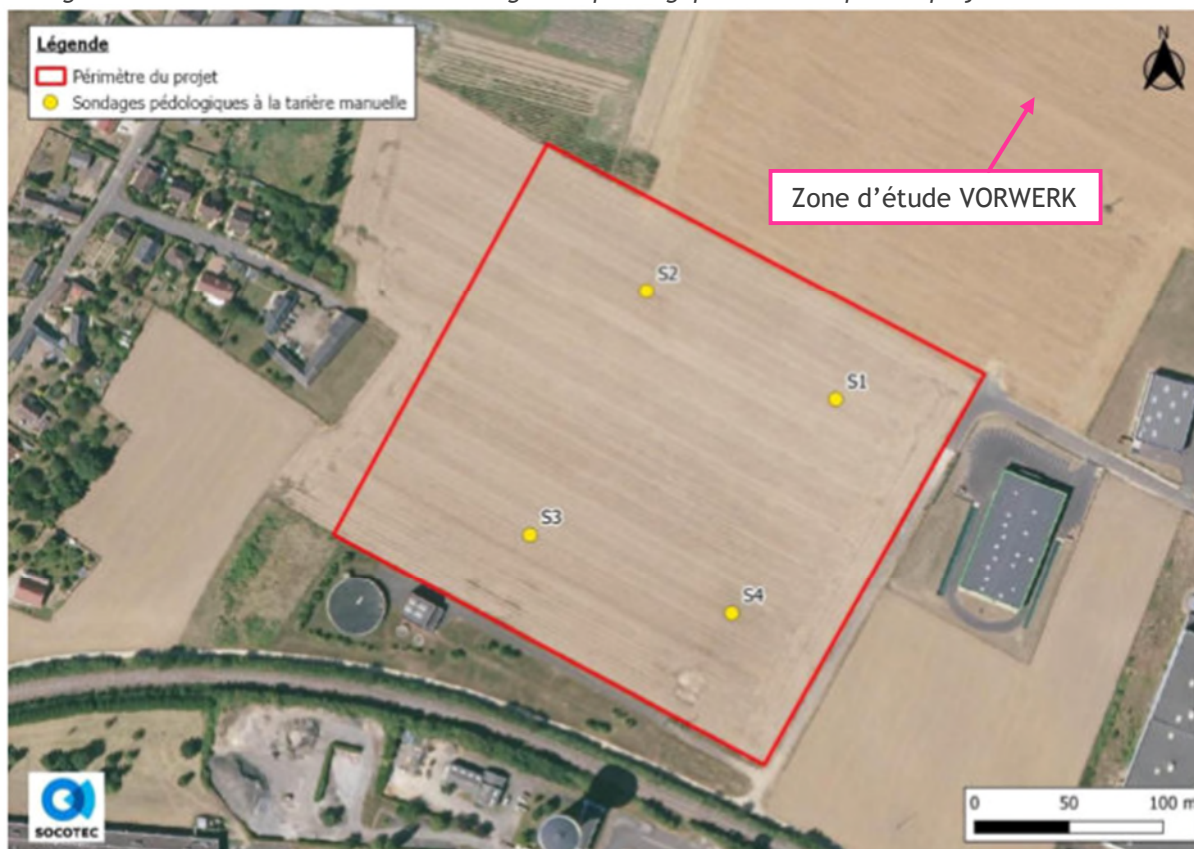 Légende
Périmètre du projet
Sondages pédologiques à la tarière manuelle
N
Zone d'étude VORWERK
S2
S1
S3
S4
0 50 100 m
SOCOTEC